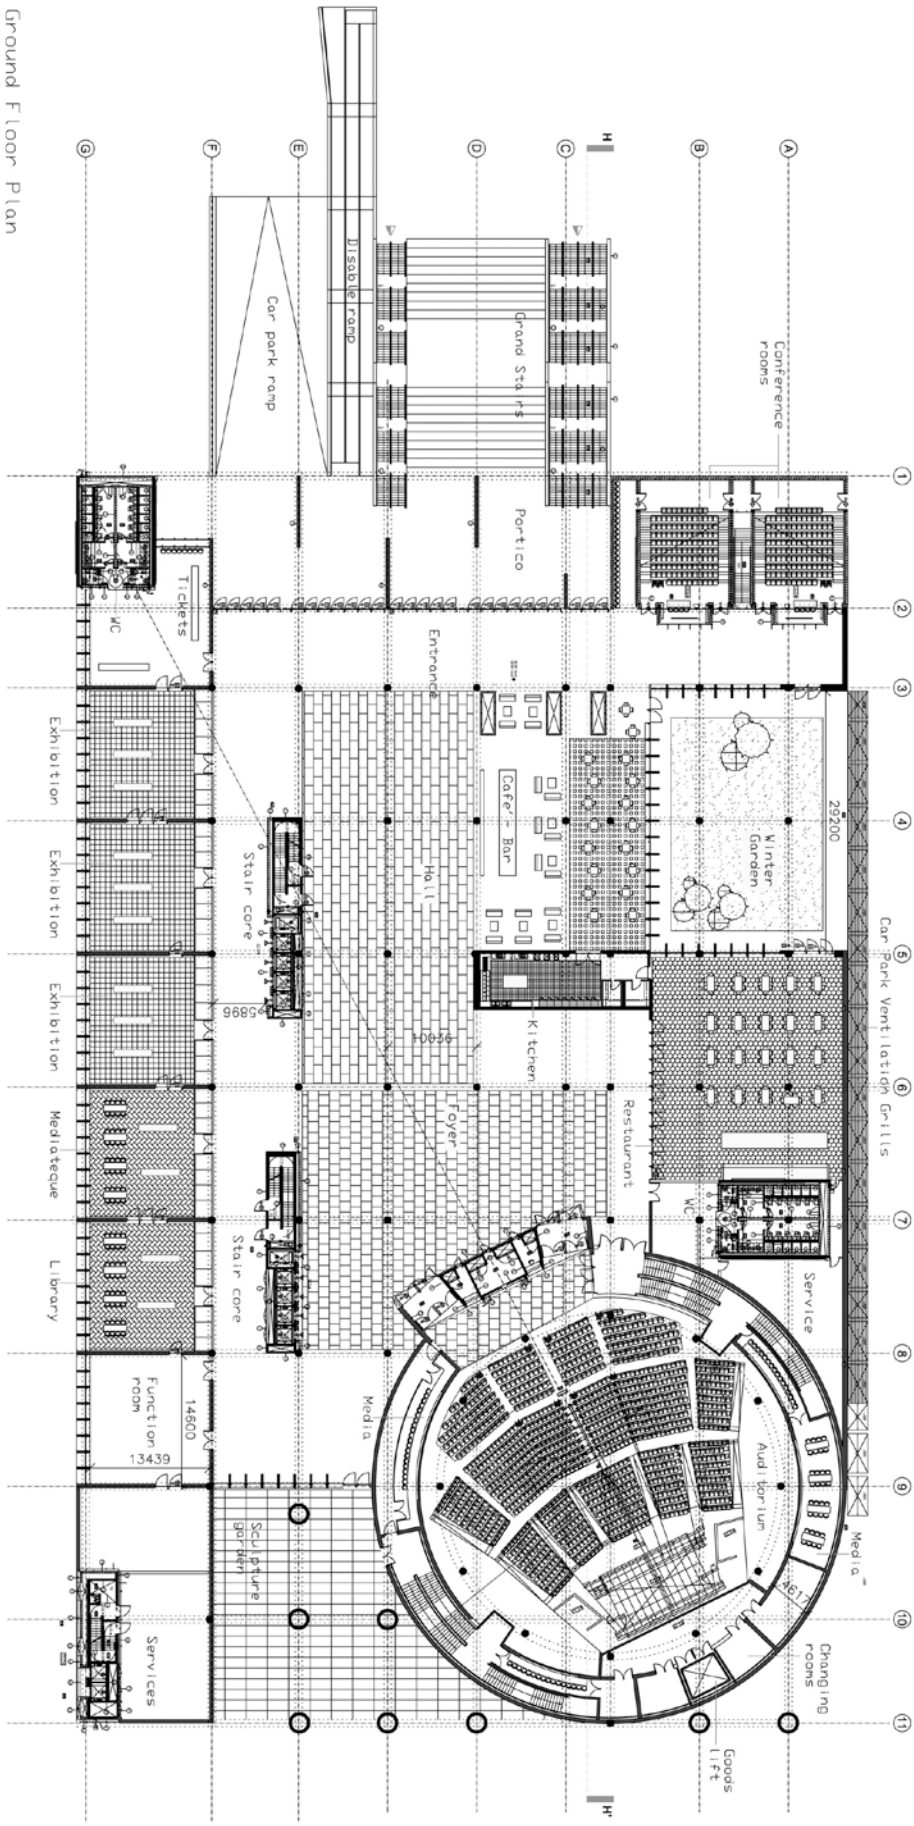 Ground Floor Plan
H
A
B
C
D
E
F
G
1
2
3
4
5
6
7
8
9
10
11
Conference
rooms
Grand Sta rs
Disable ramp
Car park ramp
Portico
Tickets
WC
Entrance
Car Park Ventilation Grills
29200
Winter
Garden
Cafe'- Bar
Hall
Stair core
Exhibition
Exhibition
Exhibition
5896
10036
Kitchen
Restaurant
Foyer
WC
Service
Mediateque
Library
Stair core
Function
room
14600
13439
Media
Auditorium
Media
4617
Changing
rooms
Goods
lift
Sculpture
garden
Services
H'